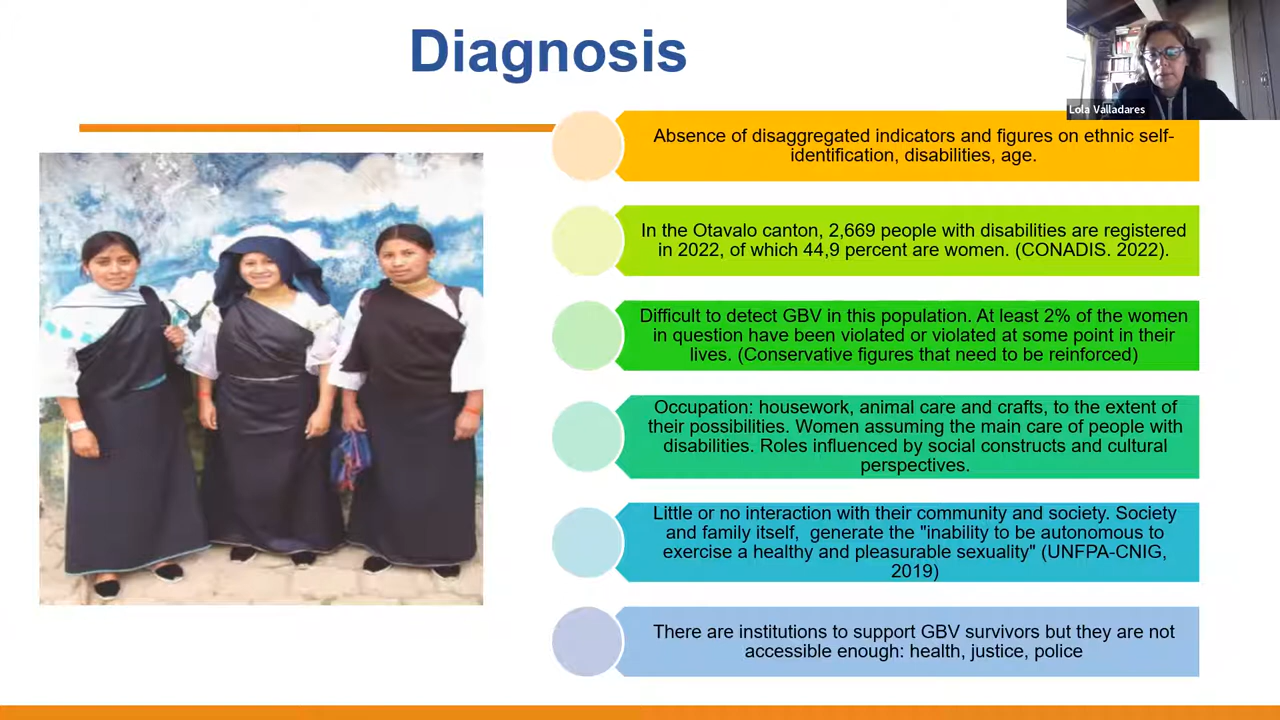 Diagnosis
Lola Valladares
Absence of disaggregated indicators and figures on ethnic self-
identification, disabilities, age.
In the Otavalo canton, 2,669 people with disabilities are registered
in 2022, of which 44,9 percent are women. (CONADIS. 2022).
Difficult to detect GBV in this population. At least 2% of the women
in question have been violated or violated at some point in their
lives. (Conservative figures that need to be reinforced)
Occupation: housework, animal care and crafts, to the extent of
their possibilities. Women assuming the main care of people with
disabilities. Roles influenced by social constructs and cultural
perspectives.
Little or no interaction with their community and society. Society
and family itself,  generate the "inability to be autonomous to
exercise a healthy and pleasurable sexuality" (UNFPA-CNIG,
2019)
There are institutions to support GBV survivors but they are not
accessible enough: health, justice, police